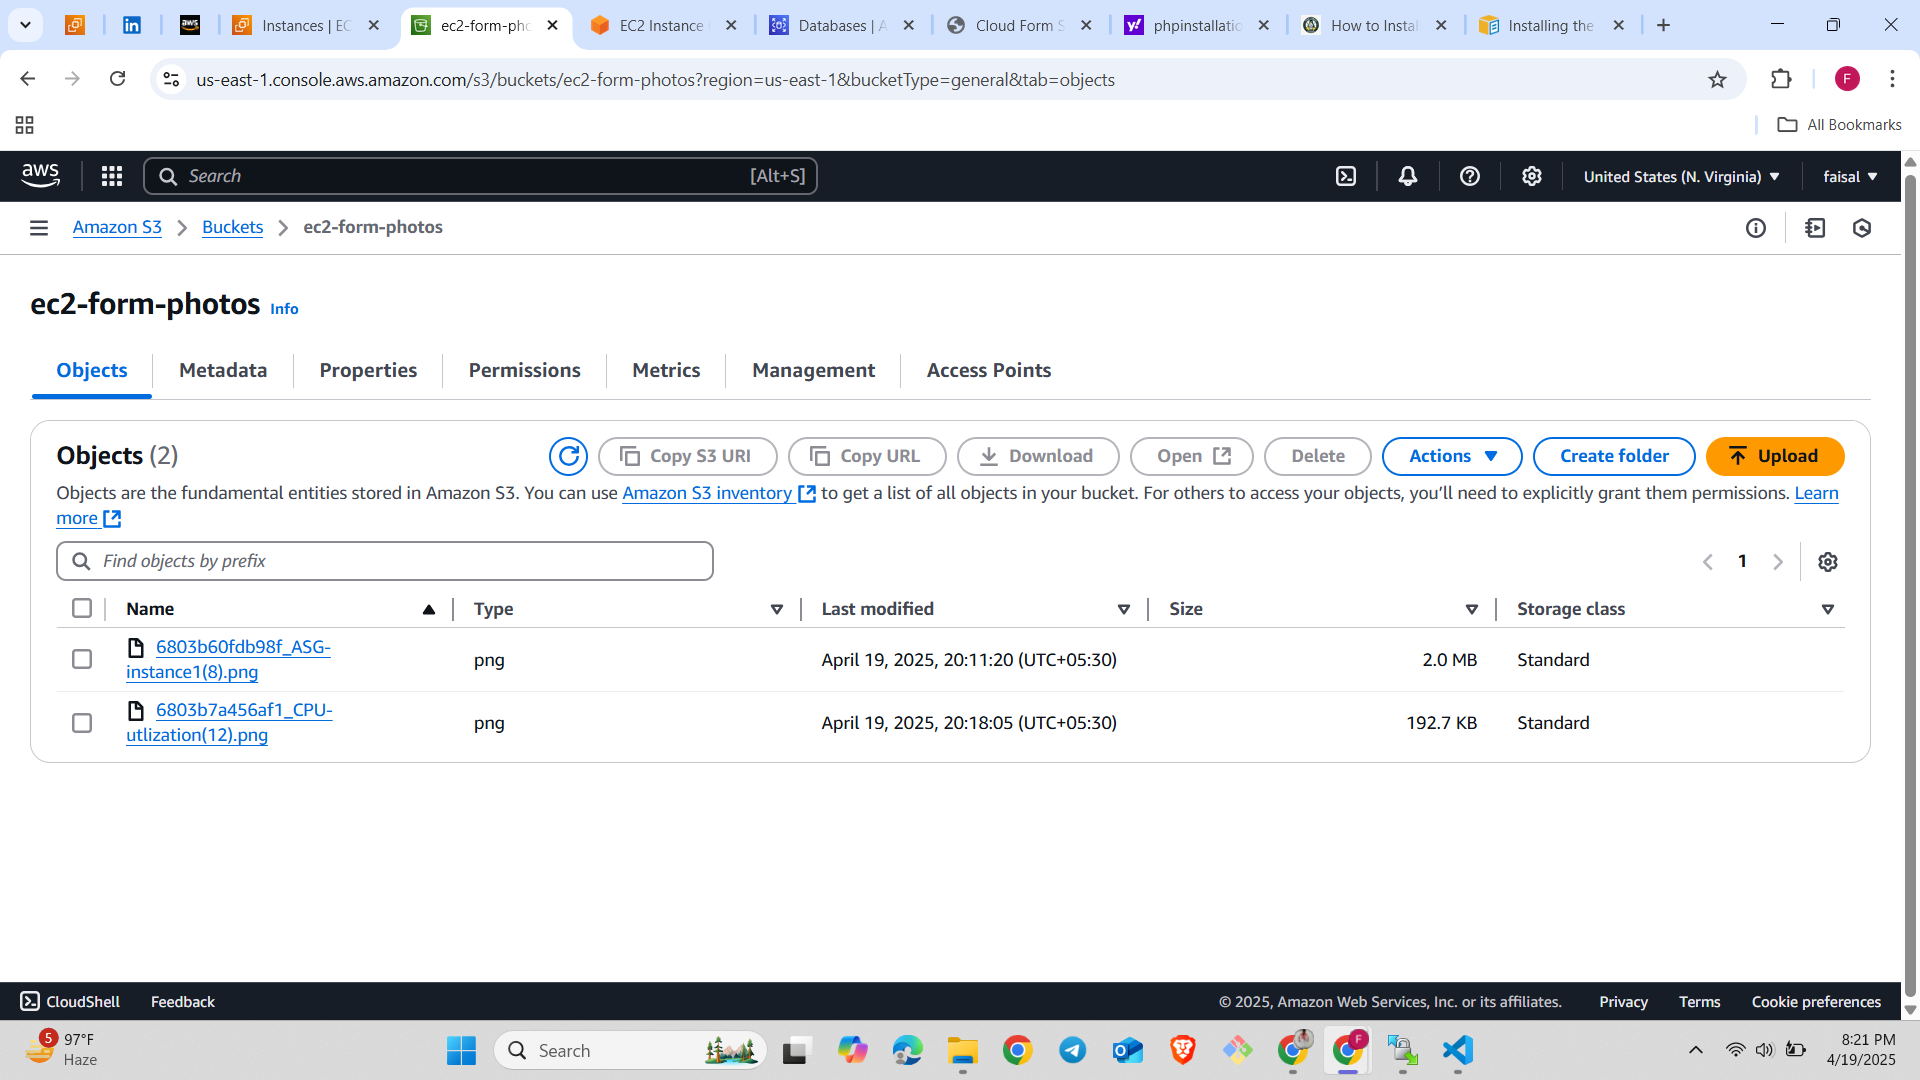 Instances | EC
ec2-form-pho
EC2 Instance
Databases | A
Cloud Form S
phpinstallatio
How to Instal
Installing the
us-east-1.console.aws.amazon.com/s3/buckets/ec2-form-photos?region=us-east-1&bucketType=general&tab=objects
F
All Bookmarks
aws
Search
[Alt+S]
United States (N. Virginia)
faisal
Amazon S3
Buckets
ec2-form-photos
ec2-form-photos
Info
Objects
Metadata
Properties
Permissions
Metrics
Management
Access Points
Objects (2)
Copy S3 URI
Copy URL
Download
Open
Delete
Actions
Create folder
Upload
Objects are the fundamental entities stored in Amazon S3. You can use Amazon S3 inventory to get a list of all objects in your bucket. For others to access your objects, you'll need to explicitly grant them permissions. Learn
more
Find objects by prefix
1
Name
Type
Last modified
Size
Storage class
6803b60fdb98f_ASG-
instance1(8).png
png
April 19, 2025, 20:11:20 (UTC+05:30)
2.0 MB
Standard
6803b7a456af1_CPU-
utlization(12).png
png
April 19, 2025, 20:18:05 (UTC+05:30)
192.7 KB
Standard
CloudShell
Feedback
© 2025, Amazon Web Services, Inc. or its affiliates.
Privacy
Terms
Cookie preferences
5
97°F
Haze
Search
F
8:21 PM
4/19/2025